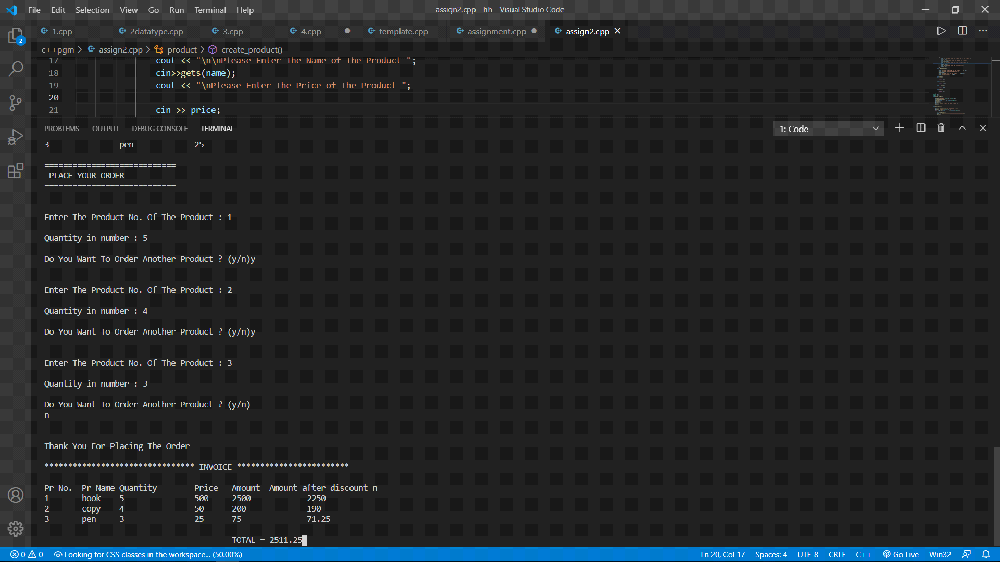 File Edit Selection View Go Run Terminal Help assign2.cpp - hh - Visual Studio Code
1.cpp 2datatype.cpp 3.cpp 4.cpp template.cpp assignment.cpp assign2.cpp
2
c++pgm > assign2.cpp > product > create_product()
17 cout << "\n\nPlease Enter The Name of The Product ";
18 cin>>gets(name);
19 cout << "\nPlease Enter The Price of The Product ";
20
21 cin >> price;
PROBLEMS OUTPUT DEBUG CONSOLE TERMINAL 1: Code
3 pen 25
============================
PLACE YOUR ORDER
============================
Enter The Product No. Of The Product : 1
Quantity in number : 5
Do You Want To Order Another Product ? (y/n)y
Enter The Product No. Of The Product : 2
Quantity in number : 4
Do You Want To Order Another Product ? (y/n)y
Enter The Product No. Of The Product : 3
Quantity in number : 3
Do You Want To Order Another Product ? (y/n)
n
Thank You For Placing The Order
******************************** INVOICE ************************
Pr No. Pr Name Quantity Price Amount Amount after discount n
1 book 5 500 2500 2250
2 copy 4 50 200 190
3 pen 3 25 75 71.25
TOTAL = 2511.25
0 0 Looking for CSS classes in the workspace... (50.00%) Ln 20, Col 17 Spaces: 4 UTF-8 CRLF C++ Go Live Win32